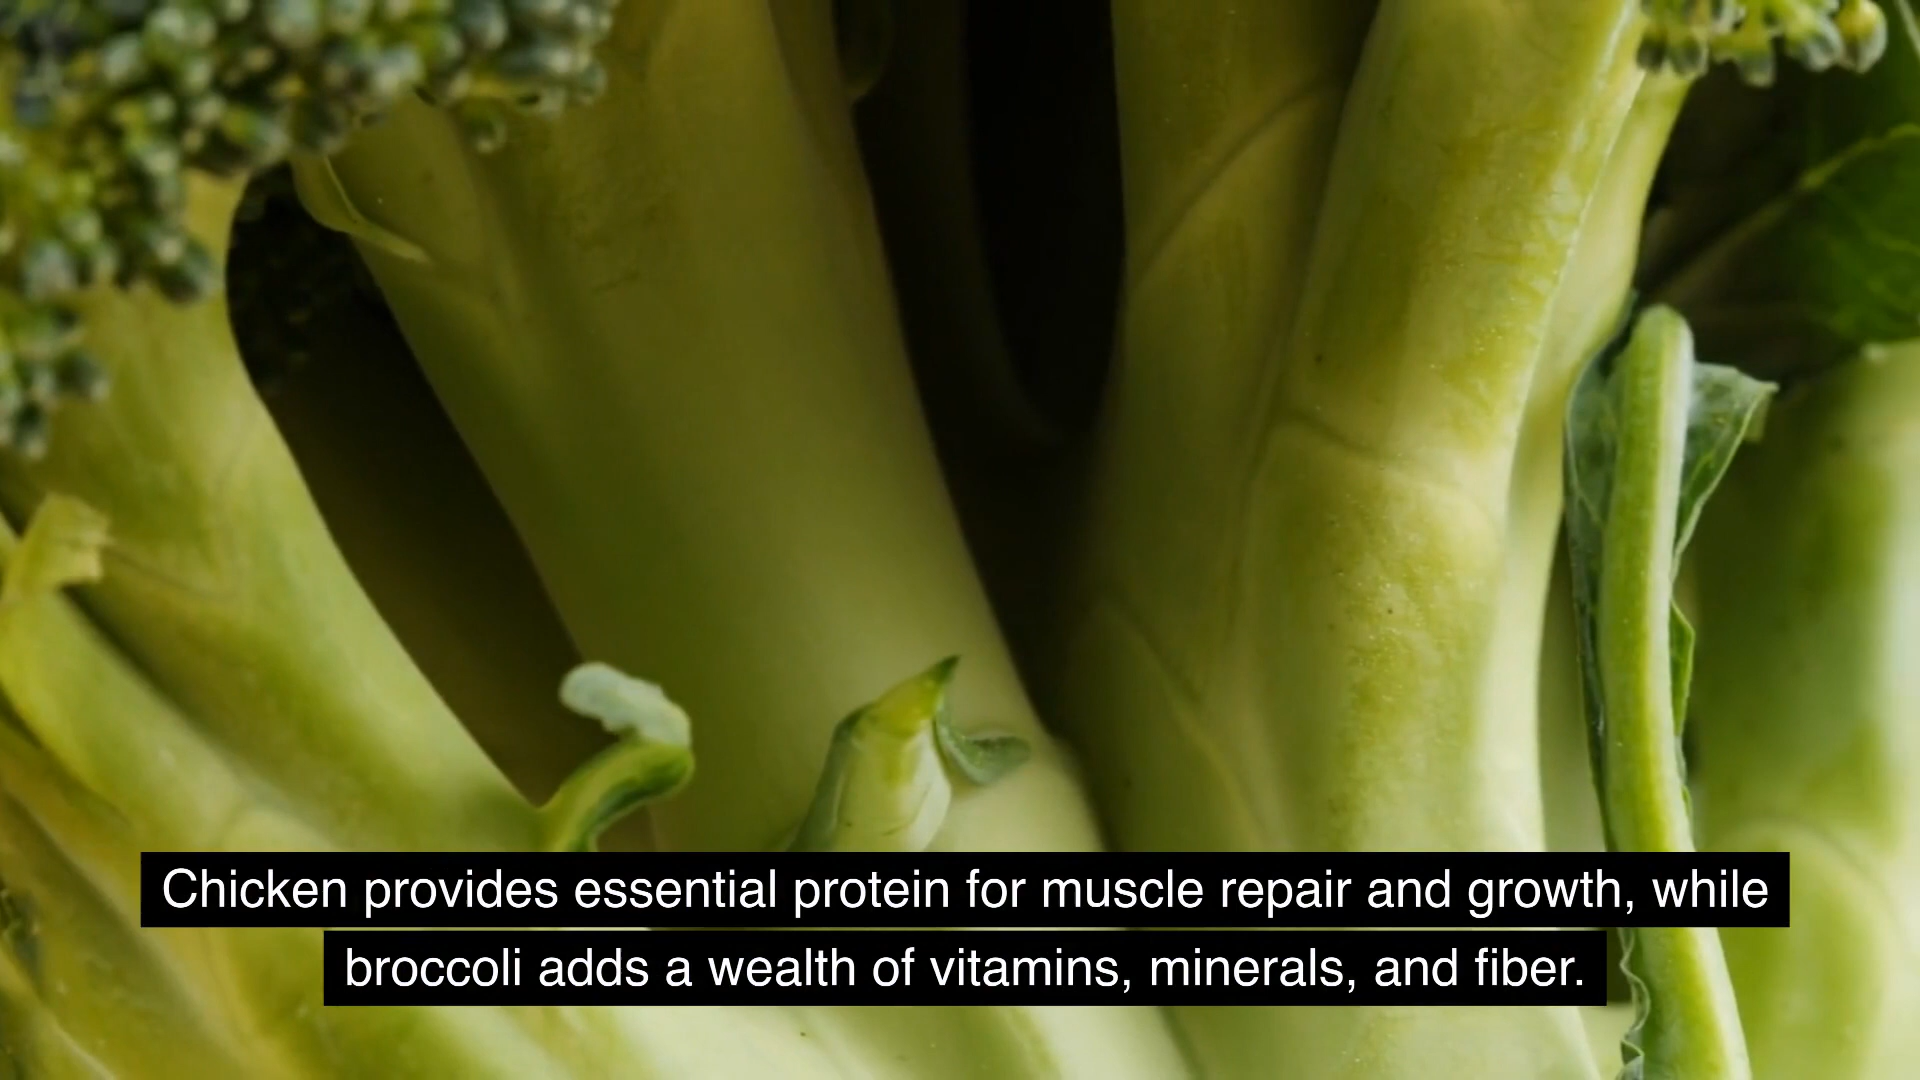 Chicken provides essential protein for muscle repair and growth, while
broccoli adds a wealth of vitamins, minerals, and fiber.